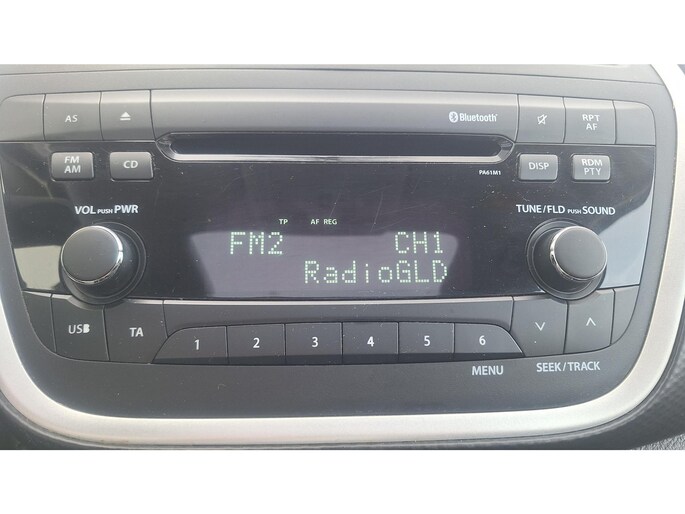 AS
Bluetooth
RPT
AF
FM
AM
CD
PA61M1
DISP
RDM
PTY
VOL PUSH PWR
TUNE/FLD PUSH SOUND
TP AF REG
FM2 CH1
RadioGLD
USB
TA
1 2 3 4 5 6
MENU
SEEK/TRACK